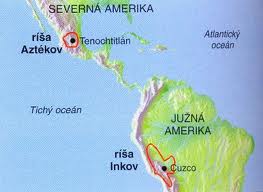 SEVERNÁ AMERIKA
ríša
Aztékov
Tenochtitlán
Atlantický
oceán
Tichý oceán
JUŽNÁ
AMERIKA
ríša
Inkov
Cuzco